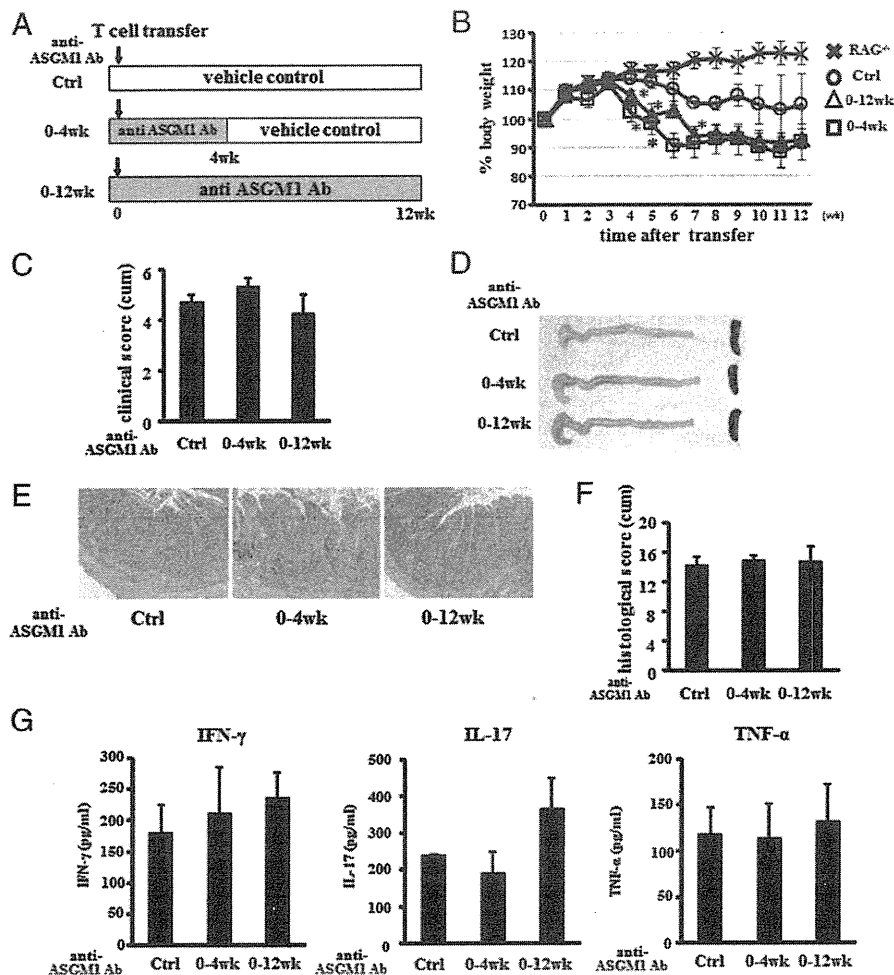 A
anti-
ASGM1 Ab
T cell transfer
Ctrl
vehicle control
0-4wk
anti ASGM1 Ab
vehicle control
4wk
0-12wk
anti ASGM1 Ab
0
12wk
B
% body weight
130
120
110
100
90
80
70
0 1 2 3 4 5 6 7 8 9 10 11 12 (wk)
time after transfer
* * * * *
RAG-/-
Ctrl
0-12wk
0-4wk
C
clinical score (cum)
6
4
2
0
anti-
ASGM1 Ab
Ctrl 0-4wk 0-12wk
D
anti-
ASGM1 Ab
Ctrl
0-4wk
0-12wk
E
anti-
ASGM1 Ab
Ctrl 0-4wk 0-12wk
F
histological score (cum)
20
16
12
8
4
0
anti-
ASGM1 Ab
Ctrl 0-4wk 0-12wk
G
IFN-γ
IFN-γ (pg/ml)
300
250
200
150
100
50
0
anti-
ASGM1 Ab
Ctrl 0-4wk 0-12wk
IL-17
IL-17 (pg/ml)
500
400
300
200
200
0
anti-
ASGM1 Ab
Ctrl 0-4wk 0-12wk
TNF-α
TNF-α (pg/ml)
200
150
100
50
0
anti-
ASGM1 Ab
Ctrl 0-4wk 0-12wk